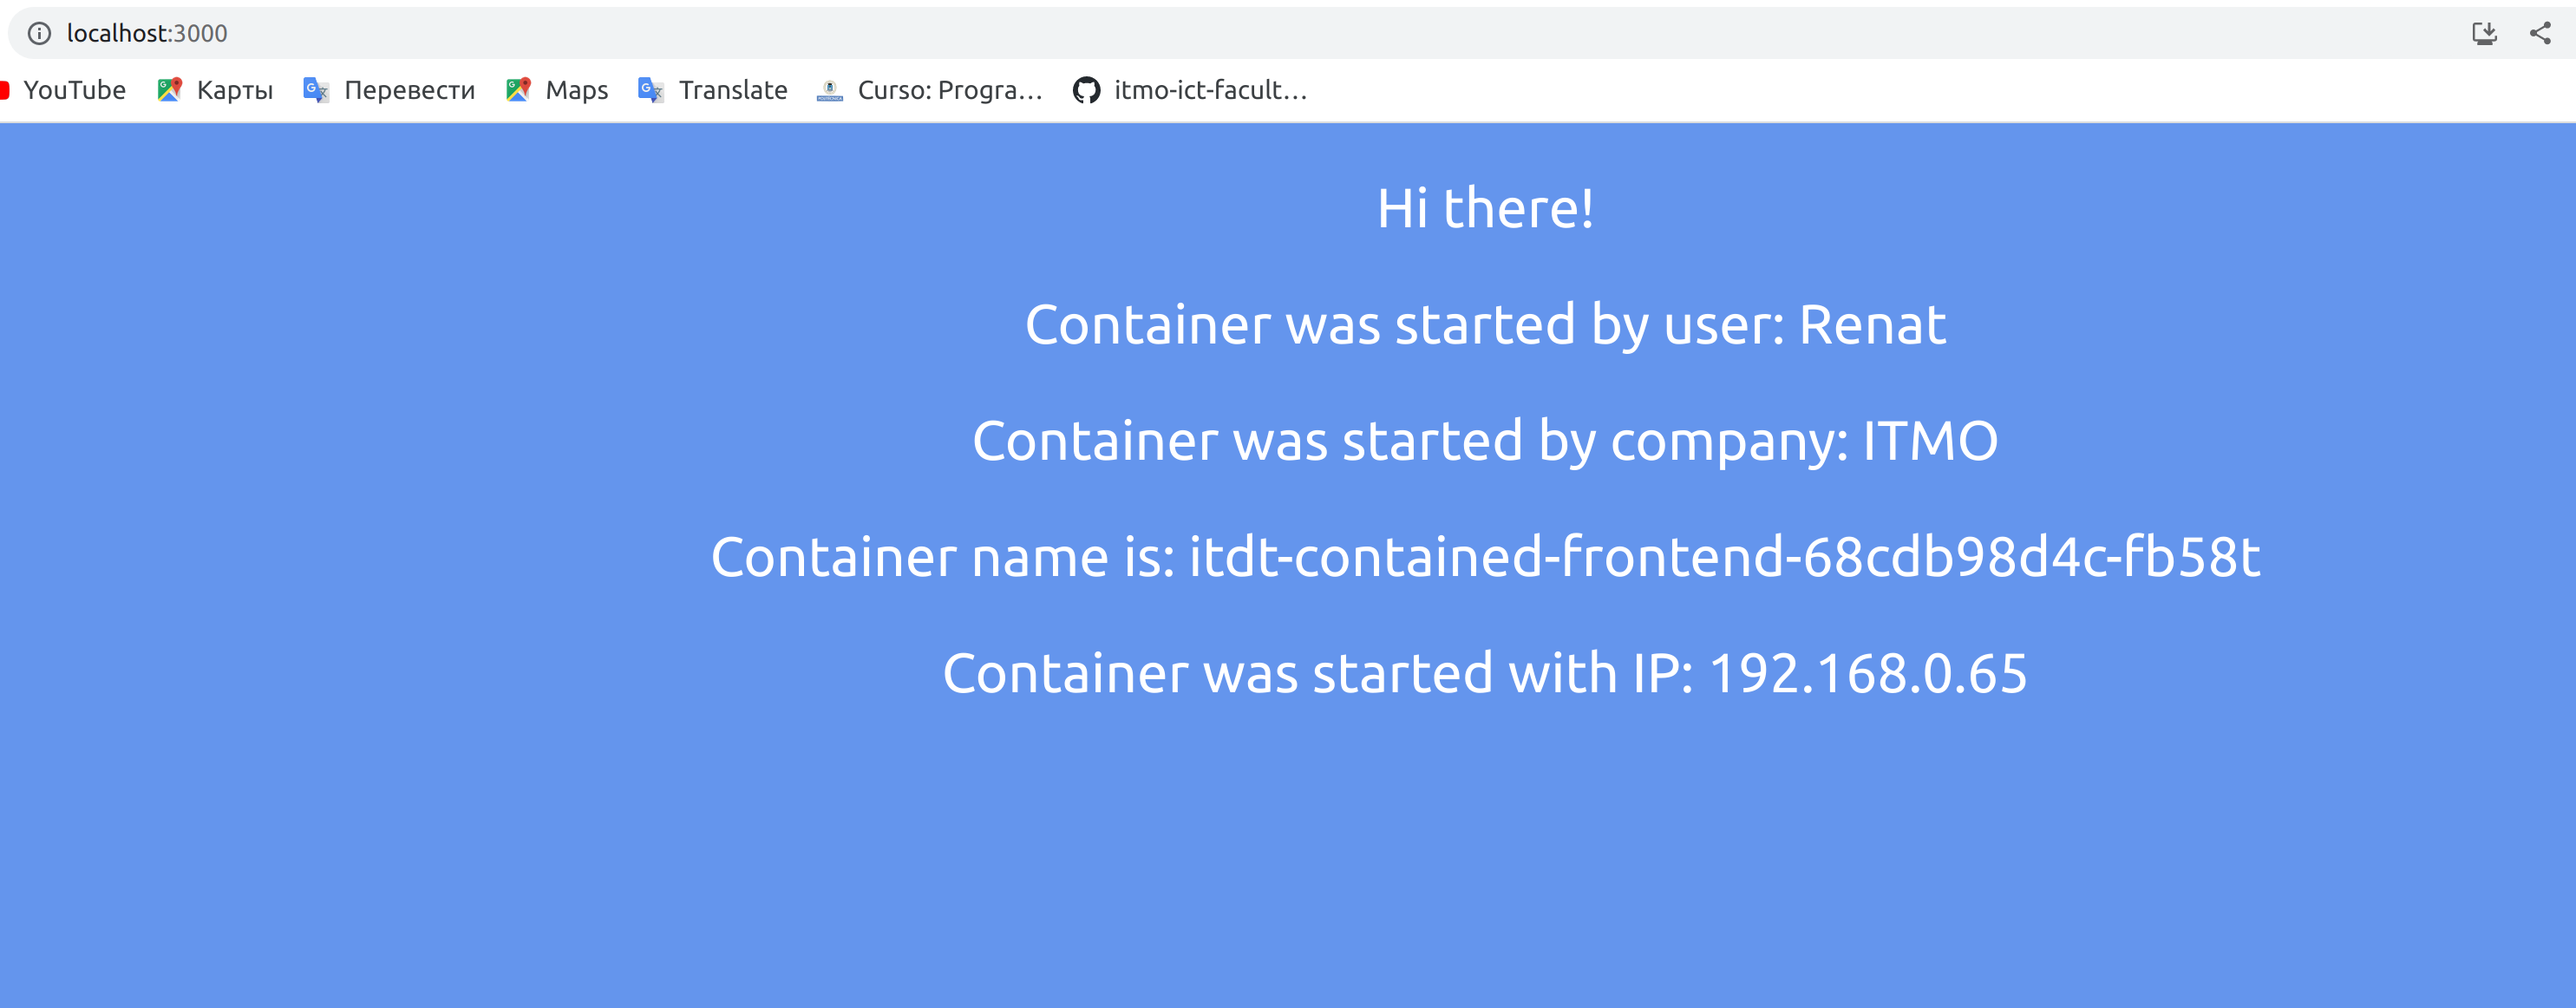 localhost:3000
YouTube Карты Перевести Maps Translate Curso: Progra... itmo-ict-facult...
Hi there!
Container was started by user: Renat
Container was started by company: ITMO
Container name is: itdt-contained-frontend-68cdb98d4c-fb58t
Container was started with IP: 192.168.0.65